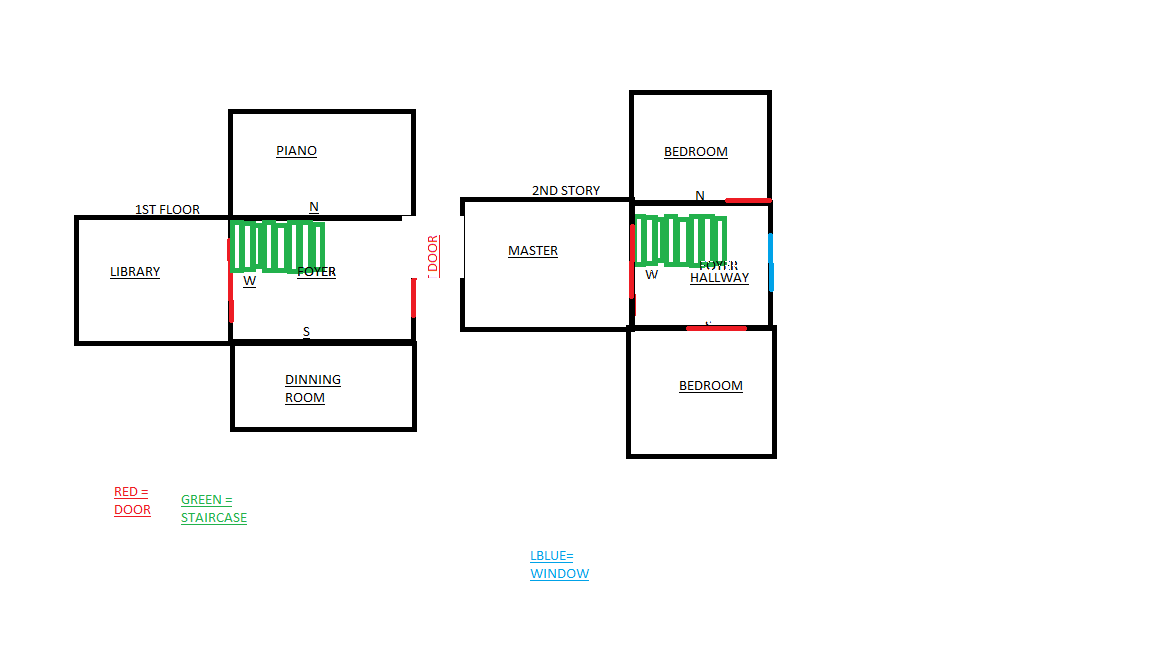 BEDROOM
PIANO
N
2ND STORY
1ST FLOOR
N
MASTER
DOOR
LIBRARY
FOYER
W
W
FOYER
HALLWAY
S
DINNING
ROOM
BEDROOM
RED =
DOOR
GREEN =
STAIRCASE
LBLUE=
WINDOW